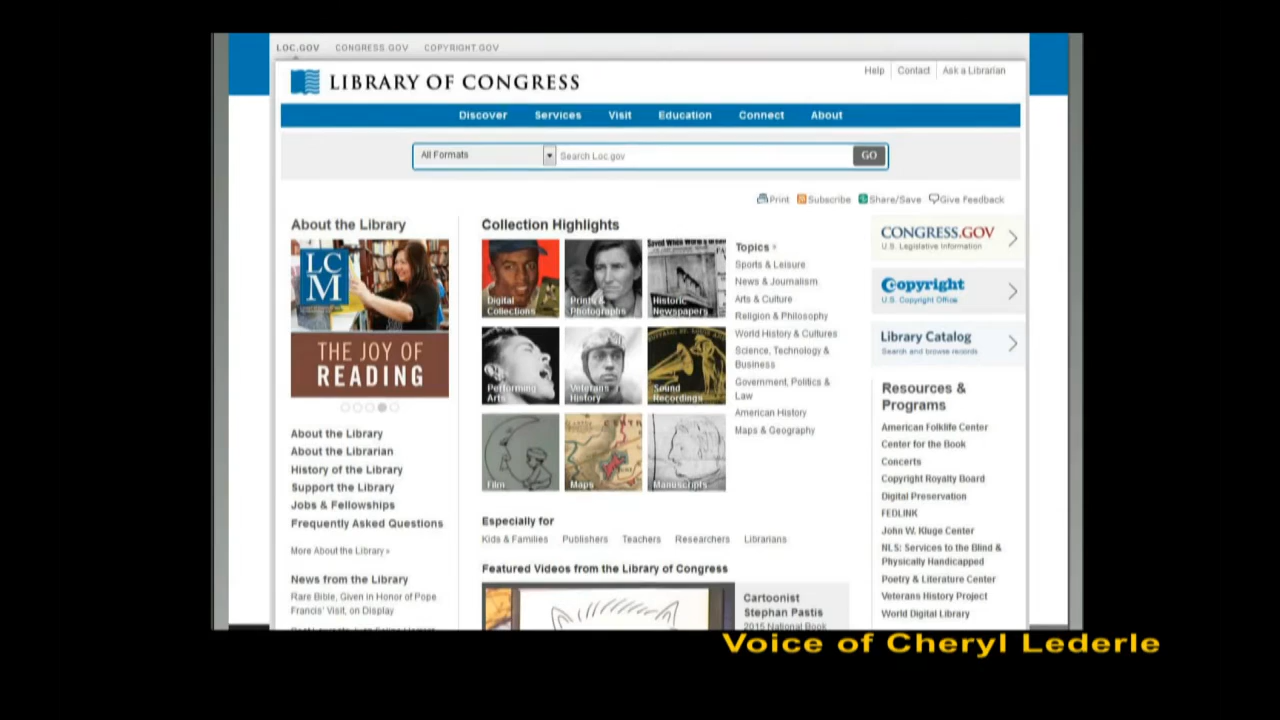 LOC.GOV CONGRESS.GOV COPYRIGHT.GOV
Help Contact Ask a Librarian
LIBRARY OF CONGRESS
Discover Services Visit Education Connect About
All Formats Search Loc.gov GO
Print Subscribe Share/Save Give Feedback
About the Library
LC
M
THE JOY OF
READING
About the Library
About the Librarian
History of the Library
Support the Library
Jobs & Fellowships
Frequently Asked Questions
More About the Library »
News from the Library
Rare Bible, Given in Honor of Pope
Francis' Visit, on Display
Collection Highlights
Digital
Collections
Prints &
Photographs
Historic
Newspapers
Performing
Arts
Veterans
History
Sound
Recordings
Film
Maps
Manuscripts
Topics
Sports & Leisure
News & Journalism
Arts & Culture
Religion & Philosophy
World History & Cultures
Science, Technology &
Business
Government, Politics &
Law
American History
Maps & Geography
Especially for
Kids & Families Publishers Teachers Researchers Librarians
Featured Videos from the Library of Congress
Cartoonist
Stephan Pastis
2015 National Book
CONGRESS.GOV
U.S. Legislative Information
Copyright
U.S. Copyright Office
Library Catalog
Search and browse records
Resources &
Programs
American Folklife Center
Center for the Book
Concerts
Copyright Royalty Board
Digital Preservation
FEDLINK
John W. Kluge Center
NLS: Services to the Blind &
Physically Handicapped
Poetry & Literature Center
Veterans History Project
World Digital Library
Voice of Cheryl Lederle